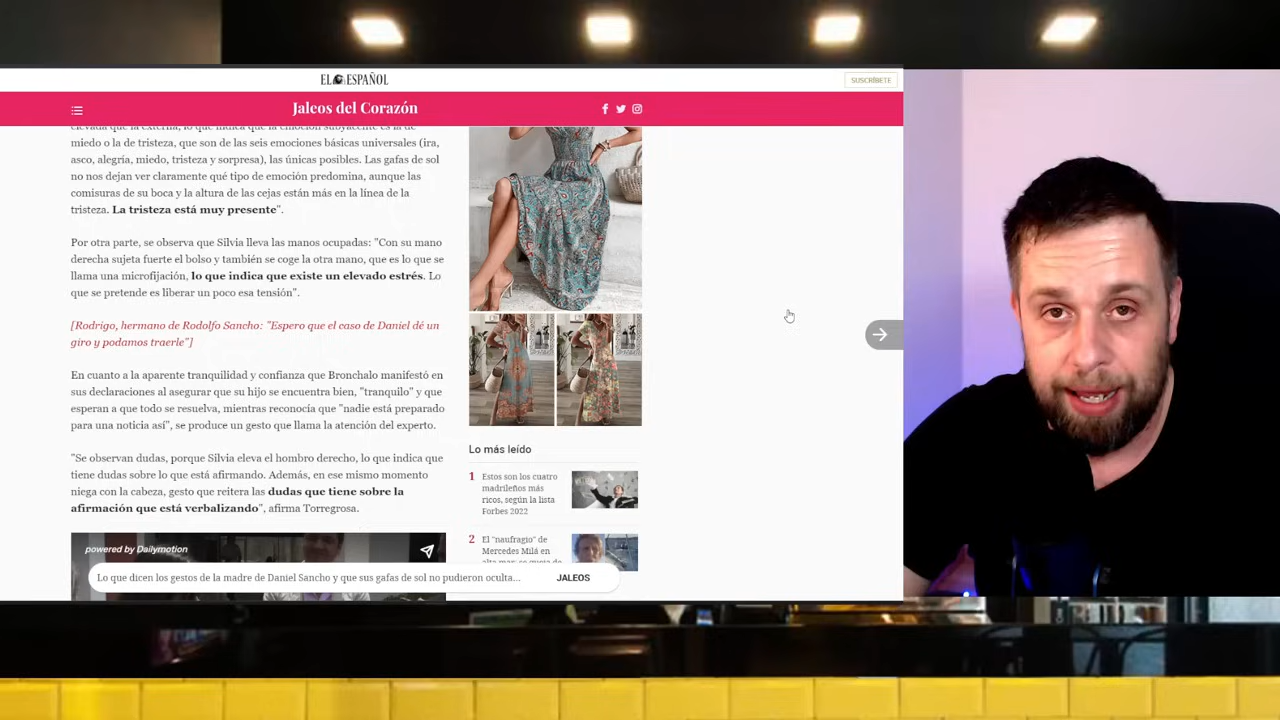 EL ESPAÑOL
SUSCRÍBETE
Jaleos del Corazón
elevada que la externa, lo que indica que la emoción subyacente es la de
miedo o la de tristeza, que son de las seis emociones básicas universales (ira,
asco, alegría, miedo, tristeza y sorpresa), las únicas posibles. Las gafas de sol
no nos dejan ver claramente qué tipo de emoción predomina, aunque las
comisuras de su boca y la altura de las cejas están más en la línea de la
tristeza. La tristeza está muy presente".
Por otra parte, se observa que Silvia lleva las manos ocupadas: "Con su mano
derecha sujeta fuerte el bolso y también se coge la otra mano, que es lo que se
llama una microfijación, lo que indica que existe un elevado estrés. Lo
que se pretende es liberar un poco esa tensión".
[Rodrigo, hermano de Rodolfo Sancho: "Espero que el caso de Daniel dé un
giro y podamos traerle"]
En cuanto a la aparente tranquilidad y confianza que Bronchalo manifestó en
sus declaraciones al asegurar que su hijo se encuentra bien, "tranquilo" y que
esperan a que todo se resuelva, mientras reconocía que "nadie está preparado
para una noticia así", se produce un gesto que llama la atención del experto.
"Se observan dudas, porque Silvia eleva el hombro derecho, lo que indica que
tiene dudas sobre lo que está afirmando. Además, en ese mismo momento
niega con la cabeza, gesto que reitera las dudas que tiene sobre la
afirmación que está verbalizando", afirma Torregrosa.
powered by Dailymotion
Lo que dicen los gestos de la madre de Daniel Sancho y que sus gafas de sol no pudieron oculta...
JALEOS
Lo más leído
1 Estos son los cuatro
madrileños más
ricos, según la lista
Forbes 2022
2 El "naufragio" de
Mercedes Milá en